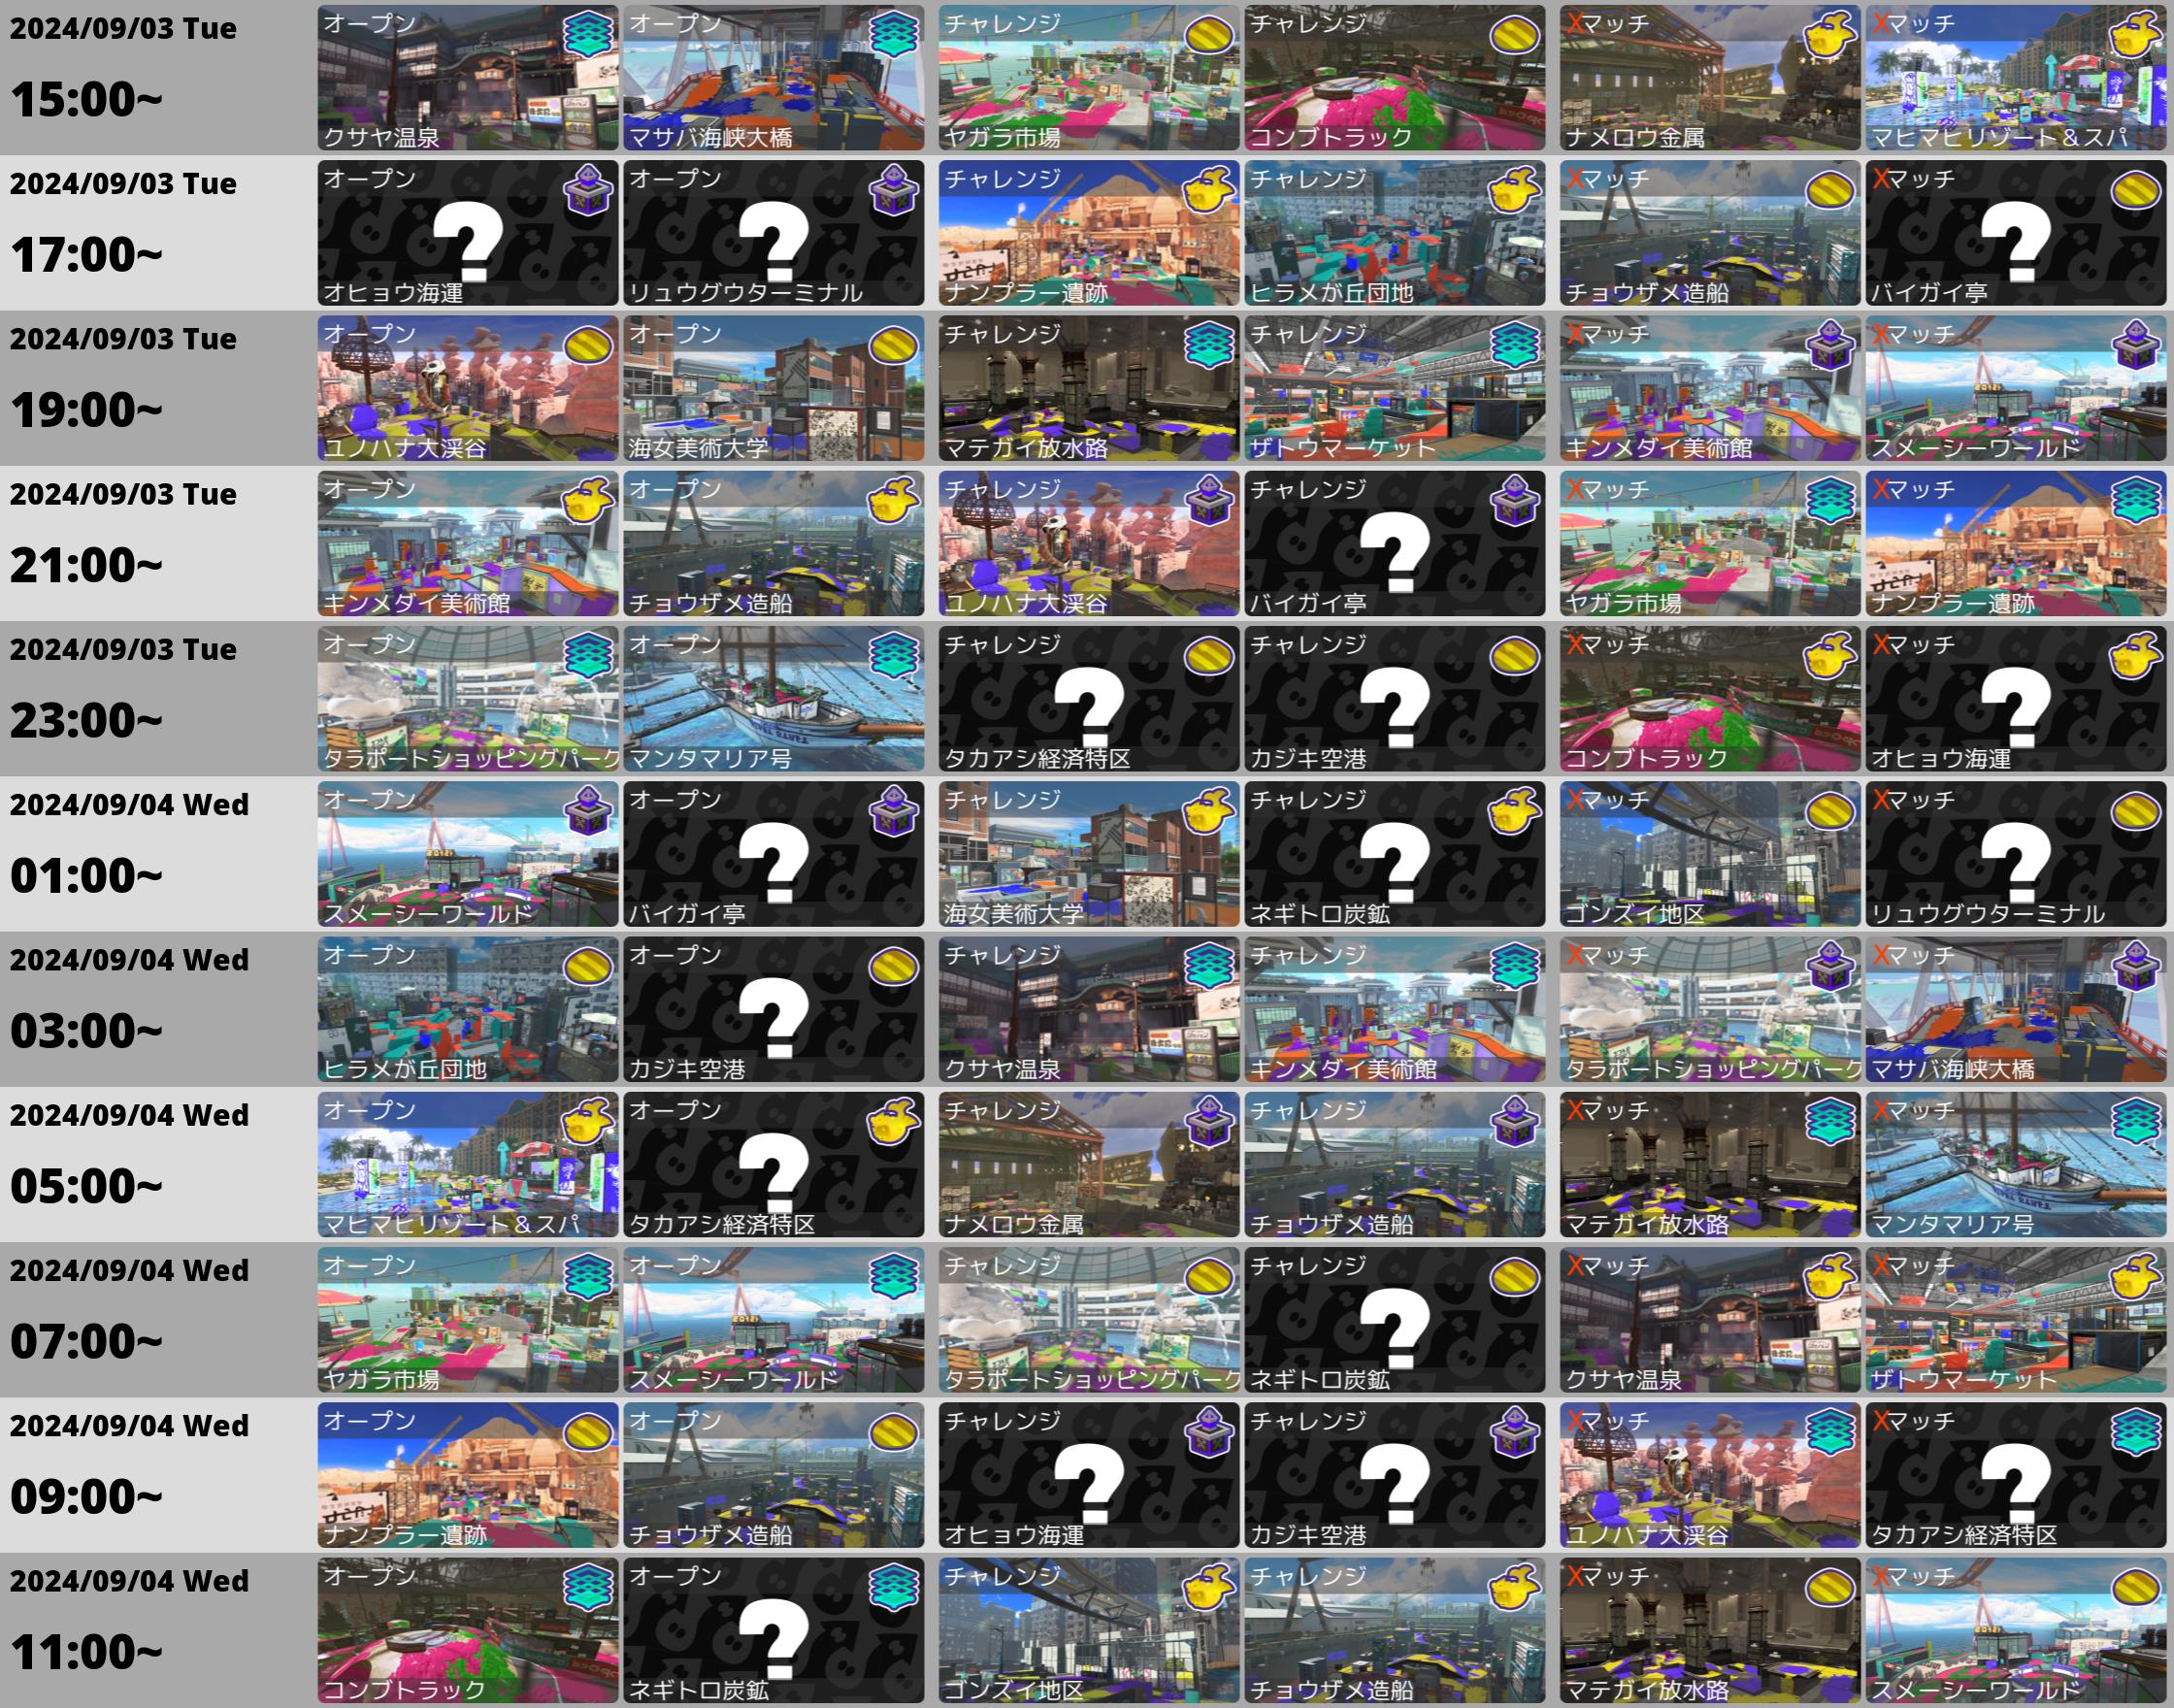 2024/09/03 Tue
15:00~
オープン
クサヤ温泉
オープン
マサバ海峡大橋
チャレンジ
ヤガラ市場
チャレンジ
コンブトラック
Xマッチ
ナメロウ金属
Xマッチ
マヒマヒリゾート＆スパ
2024/09/03 Tue
17:00~
オープン
オヒョウ海運
オープン
リュウグウターミナル
チャレンジ
ナンプラー遺跡
チャレンジ
ヒラメが丘団地
Xマッチ
チョウザメ造船
Xマッチ
バイガイ亭
2024/09/03 Tue
19:00~
オープン
ユノハナ大渓谷
オープン
海女美術大学
チャレンジ
マテガイ放水路
チャレンジ
ザトウマーケット
Xマッチ
キンメダイ美術館
Xマッチ
スメーシーワールド
2024/09/03 Tue
21:00~
オープン
キンメダイ美術館
オープン
チョウザメ造船
チャレンジ
ユノハナ大渓谷
チャレンジ
バイガイ亭
Xマッチ
ヤガラ市場
Xマッチ
ナンプラー遺跡
2024/09/03 Tue
23:00~
オープン
タラポートショッピングパーク
オープン
マンタマリア号
チャレンジ
タカアシ経済特区
チャレンジ
カジキ空港
Xマッチ
コンブトラック
Xマッチ
オヒョウ海運
2024/09/04 Wed
01:00~
オープン
スメーシーワールド
オープン
バイガイ亭
チャレンジ
海女美術大学
チャレンジ
ネギトロ炭鉱
Xマッチ
ゴンズイ地区
Xマッチ
リュウグウターミナル
2024/09/04 Wed
03:00~
オープン
ヒラメが丘団地
オープン
カジキ空港
チャレンジ
クサヤ温泉
チャレンジ
キンメダイ美術館
Xマッチ
タラポートショッピングパーク
Xマッチ
マサバ海峡大橋
2024/09/04 Wed
05:00~
オープン
マヒマヒリゾート＆スパ
オープン
タカアシ経済特区
チャレンジ
ナメロウ金属
チャレンジ
チョウザメ造船
Xマッチ
マテガイ放水路
Xマッチ
マンタマリア号
2024/09/04 Wed
07:00~
オープン
ヤガラ市場
オープン
スメーシーワールド
チャレンジ
タラポートショッピングパーク
チャレンジ
ネギトロ炭鉱
Xマッチ
クサヤ温泉
Xマッチ
ザトウマーケット
2024/09/04 Wed
09:00~
オープン
ナンプラー遺跡
オープン
チョウザメ造船
チャレンジ
オヒョウ海運
チャレンジ
カジキ空港
Xマッチ
ユノハナ大渓谷
Xマッチ
タカアシ経済特区
2024/09/04 Wed
11:00~
オープン
コンブトラック
オープン
ネギトロ炭鉱
チャレンジ
ゴンズイ地区
チャレンジ
チョウザメ造船
Xマッチ
マテガイ放水路
Xマッチ
スメーシーワールド